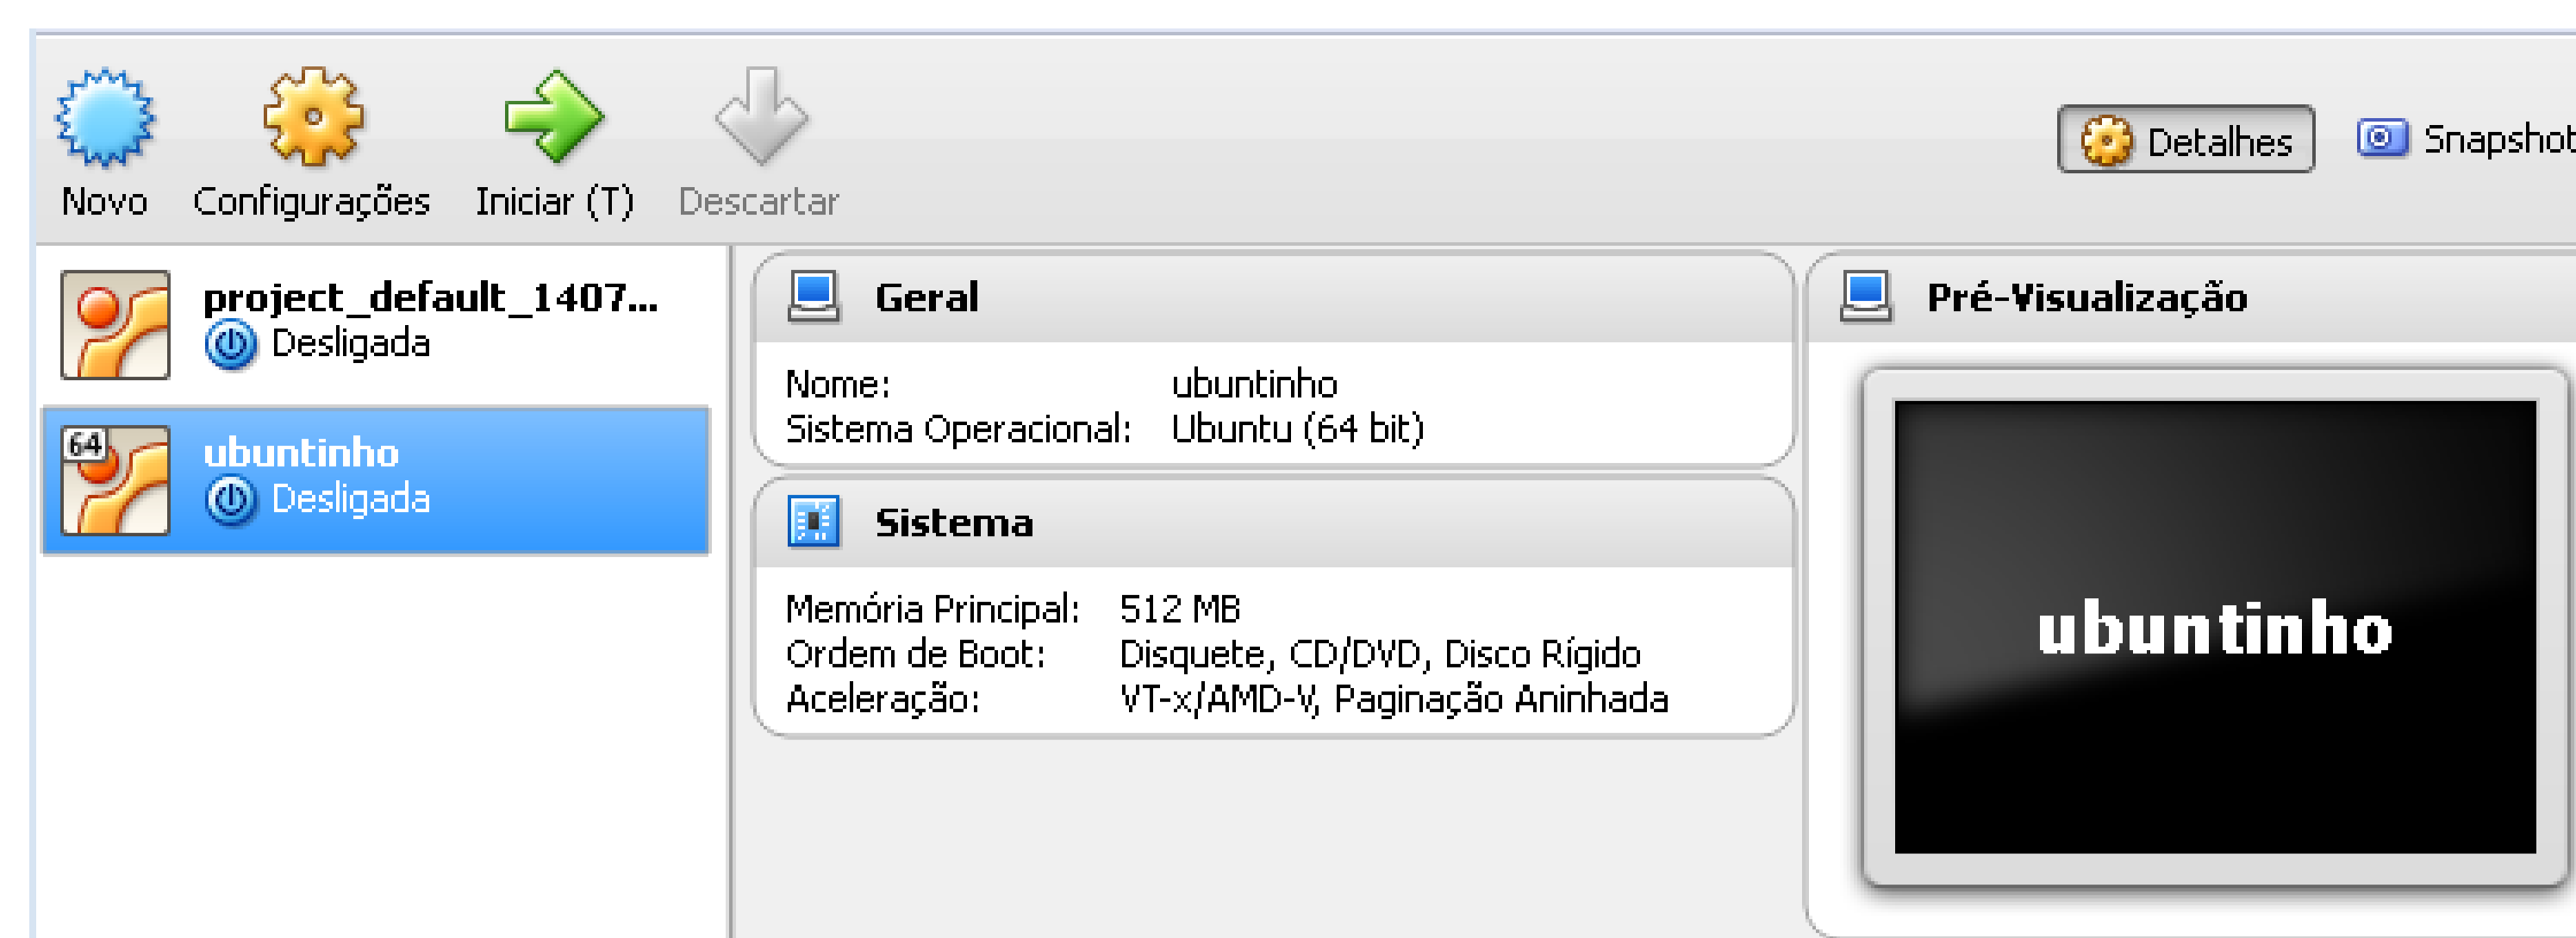 Novo Configurações Iniciar (T) Descartar
Detalhes Snapshot
project_default_1407...
Desligada
64
ubuntinho
Desligada
Geral
Nome: ubuntinho
Sistema Operacional: Ubuntu (64 bit)
Sistema
Memória Principal: 512 MB
Ordem de Boot: Disquete, CD/DVD, Disco Rígido
Aceleração: VT-x/AMD-V, Paginação Aninhada
Pré-Visualização
ubuntinho